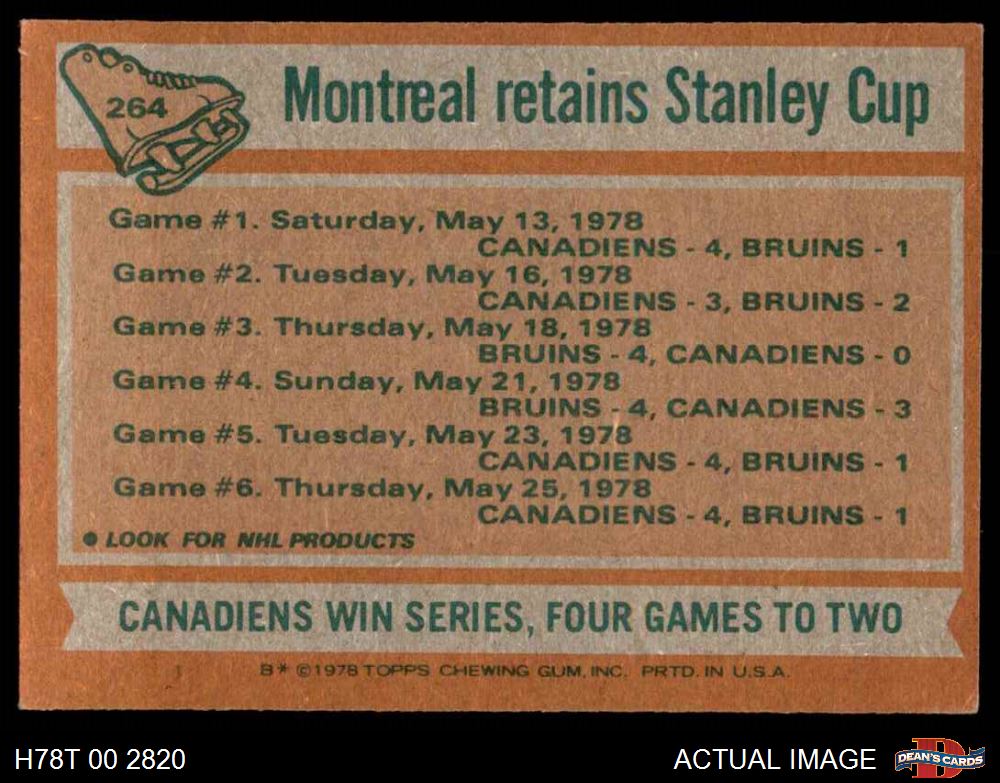 264
Montreal retains Stanley Cup
Game #1. Saturday, May 13, 1978
CANADIENS - 4, BRUINS - 1
Game #2. Tuesday, May 16, 1978
CANADIENS - 3, BRUINS - 2
Game #3. Thursday, May 18, 1978
BRUINS - 4, CANADIENS - 0
Game #4. Sunday, May 21, 1978
BRUINS - 4, CANADIENS - 3
Game #5. Tuesday, May 23, 1978
CANADIENS - 4, BRUINS - 1
Game #6. Thursday, May 25, 1978
CANADIENS - 4, BRUINS - 1
● LOOK FOR NHL PRODUCTS
CANADIENS WIN SERIES, FOUR GAMES TO TWO
B* ©1978 TOPPS CHEWING GUM, INC. PRTD. IN U.S.A.
H78T 00 2820
ACTUAL IMAGE
D
DEAN'S CARDS